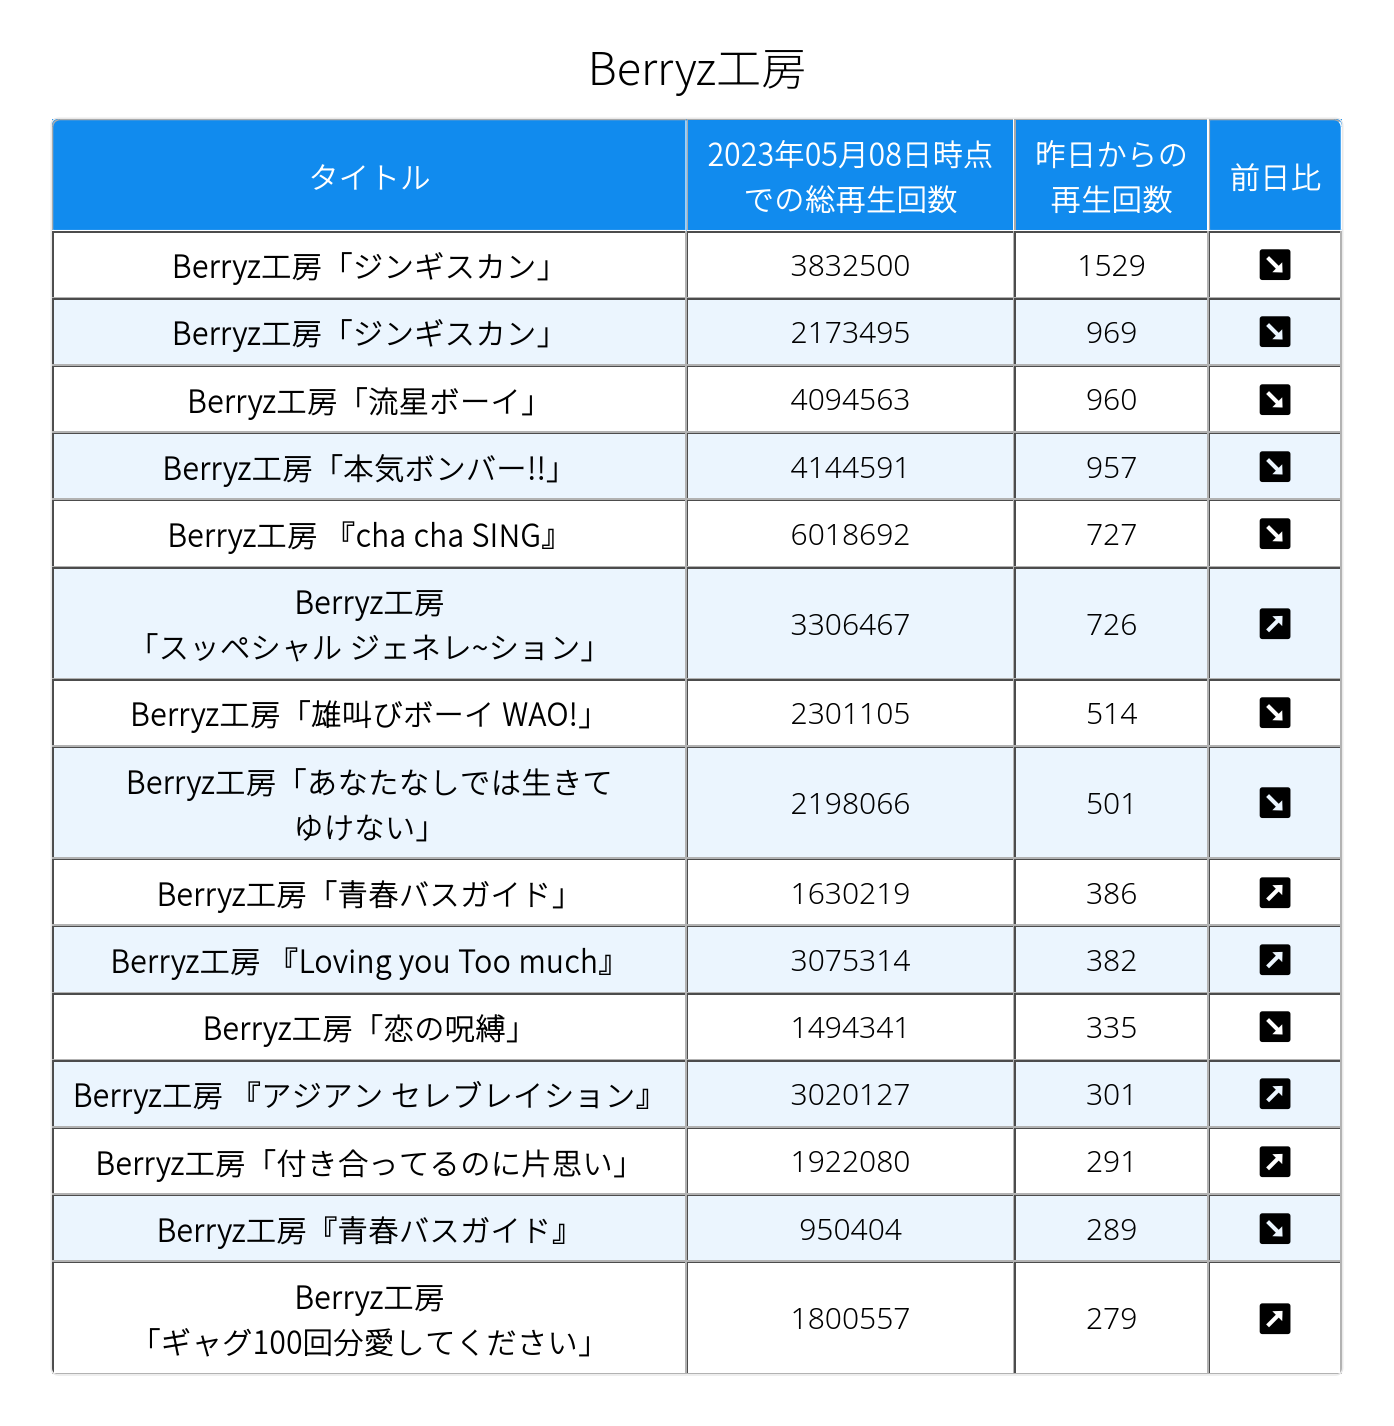 Berryz工房
タイトル
2023年05月08日時点
での総再生回数
昨日からの
再生回数
前日比
Berryz工房「ジンギスカン」 3832500 1529 ↘
Berryz工房「ジンギスカン」 2173495 969 ↘
Berryz工房「流星ボーイ」 4094563 960 ↘
Berryz工房「本気ボンバー!!」 4144591 957 ↘
Berryz工房 『cha cha SING』 6018692 727 ↘
Berryz工房
「スッペシャル ジェネレ~ション」 3306467 726 ↗
Berryz工房「雄叫びボーイ WAO!」 2301105 514 ↘
Berryz工房「あなたなしでは生きて
ゆけない」 2198066 501 ↘
Berryz工房「青春バスガイド」 1630219 386 ↗
Berryz工房 『Loving you Too much』 3075314 382 ↗
Berryz工房「恋の呪縛」 1494341 335 ↘
Berryz工房 『アジアン セレブレイション』 3020127 301 ↗
Berryz工房「付き合ってるのに片思い」 1922080 291 ↗
Berryz工房『青春バスガイド』 950404 289 ↘
Berryz工房
「ギャグ100回分愛してください」 1800557 279 ↗